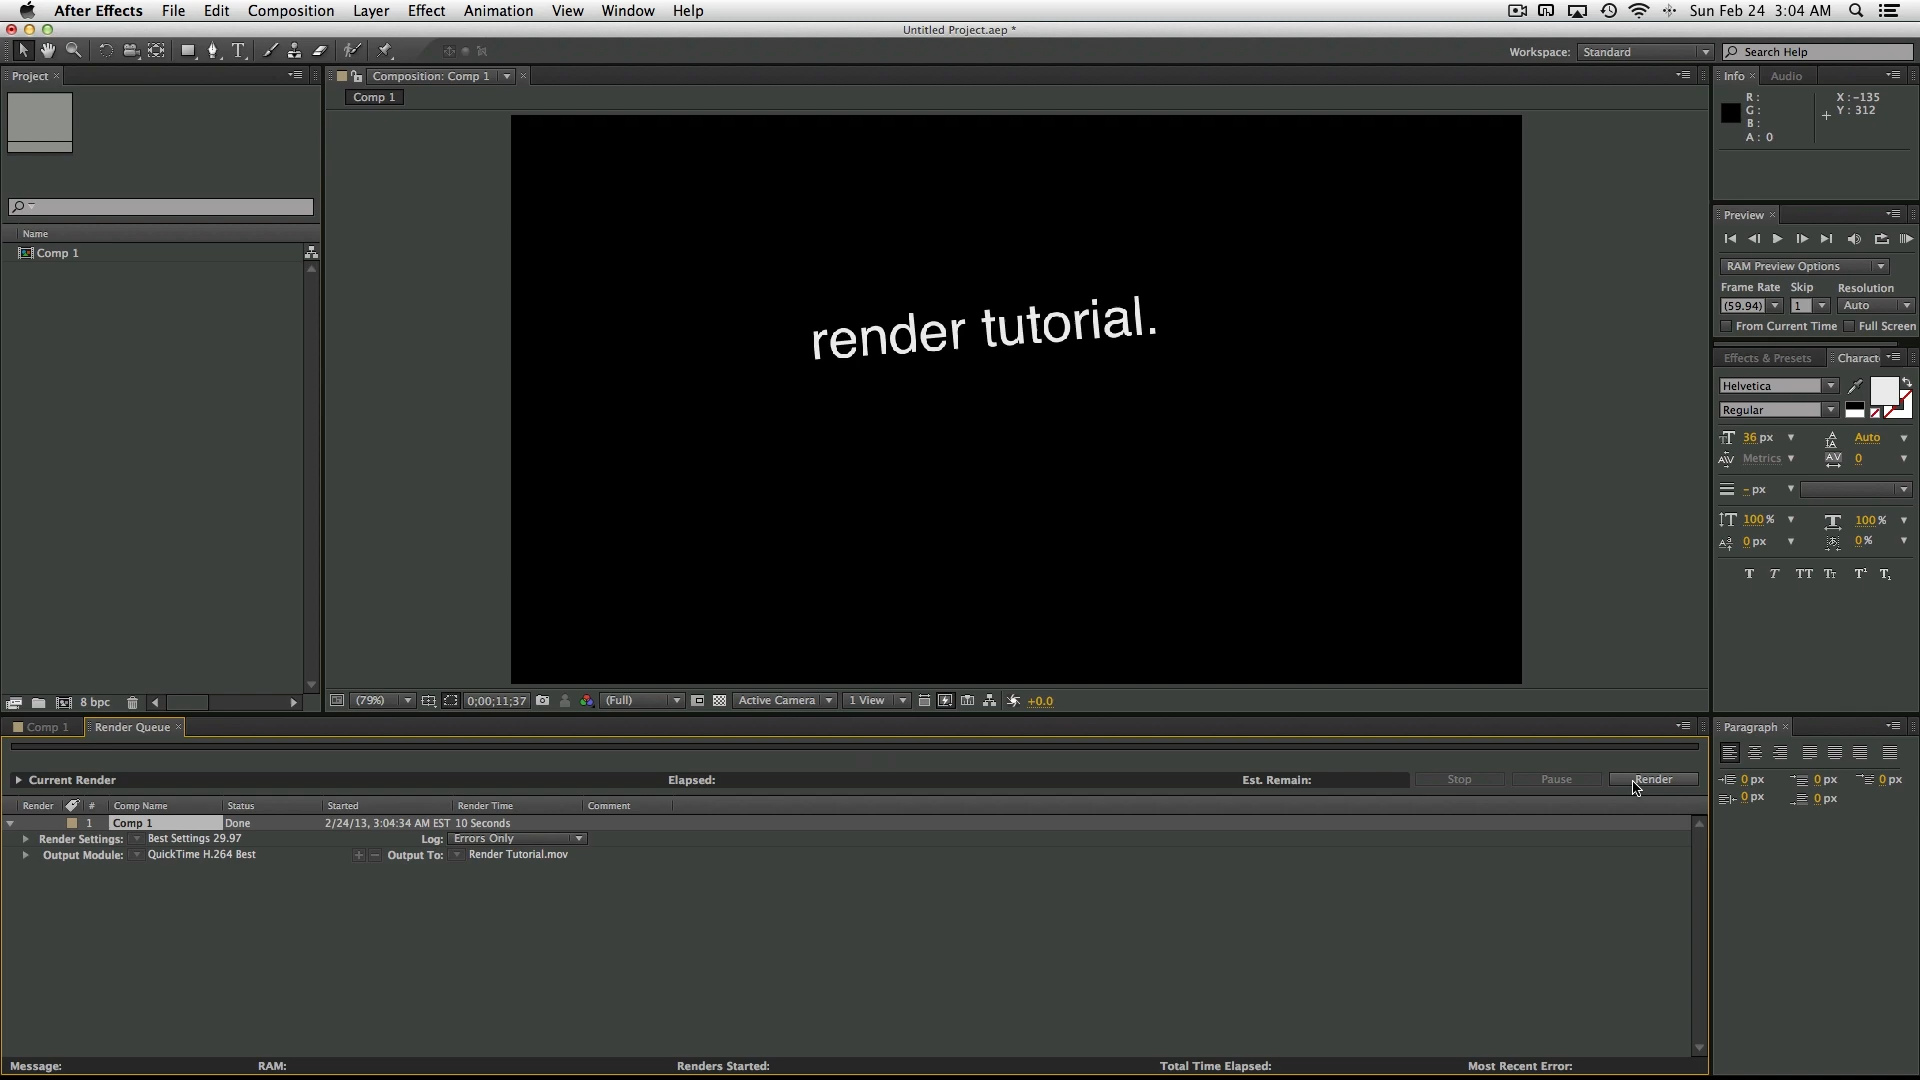 After Effects File Edit Composition Layer Effect Animation View Window Help Sun Feb 24 3:04 AM
Untitled Project.aep *
Workspace: Standard Search Help
Project
Composition: Comp 1
Comp 1
Info Audio
R :
G :
B :
A : 0
X : -135
Y : 312
Name
Comp 1
render tutorial.
Preview
RAM Preview Options
Frame Rate Skip Resolution
(59.94) 1 Auto
From Current Time Full Screen
Effects & Presets Charact
Helvetica
Regular
36 px Auto
Metrics 0
- px
100 % 100 %
0 px 0 %
8 bpc
(79%) 0;00;11;37 (Full) Active Camera 1 View +0.0
Comp 1 Render Queue
Current Render Elapsed: Est. Remain: Stop Pause Render
Render # Comp Name Status Started Render Time Comment
1 Comp 1 Done 2/24/13, 3:04:34 AM EST 10 Seconds
Render Settings: Best Settings 29.97 Log: Errors Only
Output Module: QuickTime H.264 Best Output To: Render Tutorial.mov
Paragraph
0 px 0 px 0 px
0 px 0 px
Message: RAM: Renders Started: Total Time Elapsed: Most Recent Error: